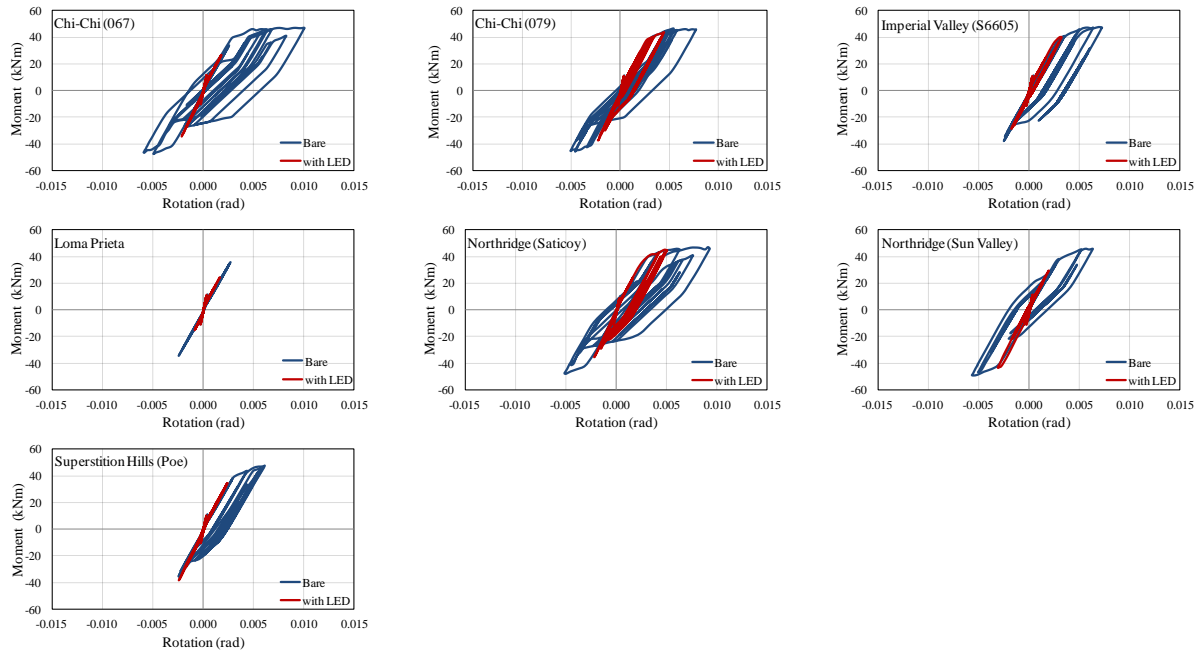 Chi-Chi (067)
Moment (kNm)
60
40
20
0
-20
-40
-60
Bare
with LED
-0.015 -0.010 -0.005 0.000 0.005 0.010 0.015
Rotation (rad)
Chi-Chi (079)
Moment (kNm)
60
40
20
0
-20
-40
-60
Bare
with LED
-0.015 -0.010 -0.005 0.000 0.005 0.010 0.015
Rotation (rad)
Imperial Valley (S6605)
Moment (kNm)
60
40
20
0
-20
-40
-60
Bare
with LED
-0.015 -0.010 -0.005 0.000 0.005 0.010 0.015
Rotation (rad)
Loma Prieta
Moment (kNm)
60
40
20
0
-20
-40
-60
Bare
with LED
-0.015 -0.010 -0.005 0.000 0.005 0.010 0.015
Rotation (rad)
Northridge (Saticoy)
Moment (kNm)
60
40
20
0
-20
-40
-60
Bare
with LED
-0.015 -0.010 -0.005 0.000 0.005 0.010 0.015
Rotation (rad)
Northridge (Sun Valley)
Moment (kNm)
60
40
20
0
-20
-40
-60
Bare
with LED
-0.015 -0.010 -0.005 0.000 0.005 0.010 0.015
Rotation (rad)
Superstition Hills (Poe)
Moment (kNm)
60
40
20
0
-20
-40
-60
Bare
with LED
-0.015 -0.010 -0.005 0.000 0.005 0.010 0.015
Rotation (rad)